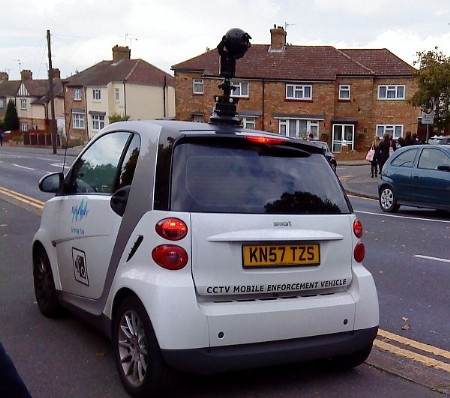 smart
KN57 TZS
CCTV MOBILE ENFORCEMENT VEHICLE